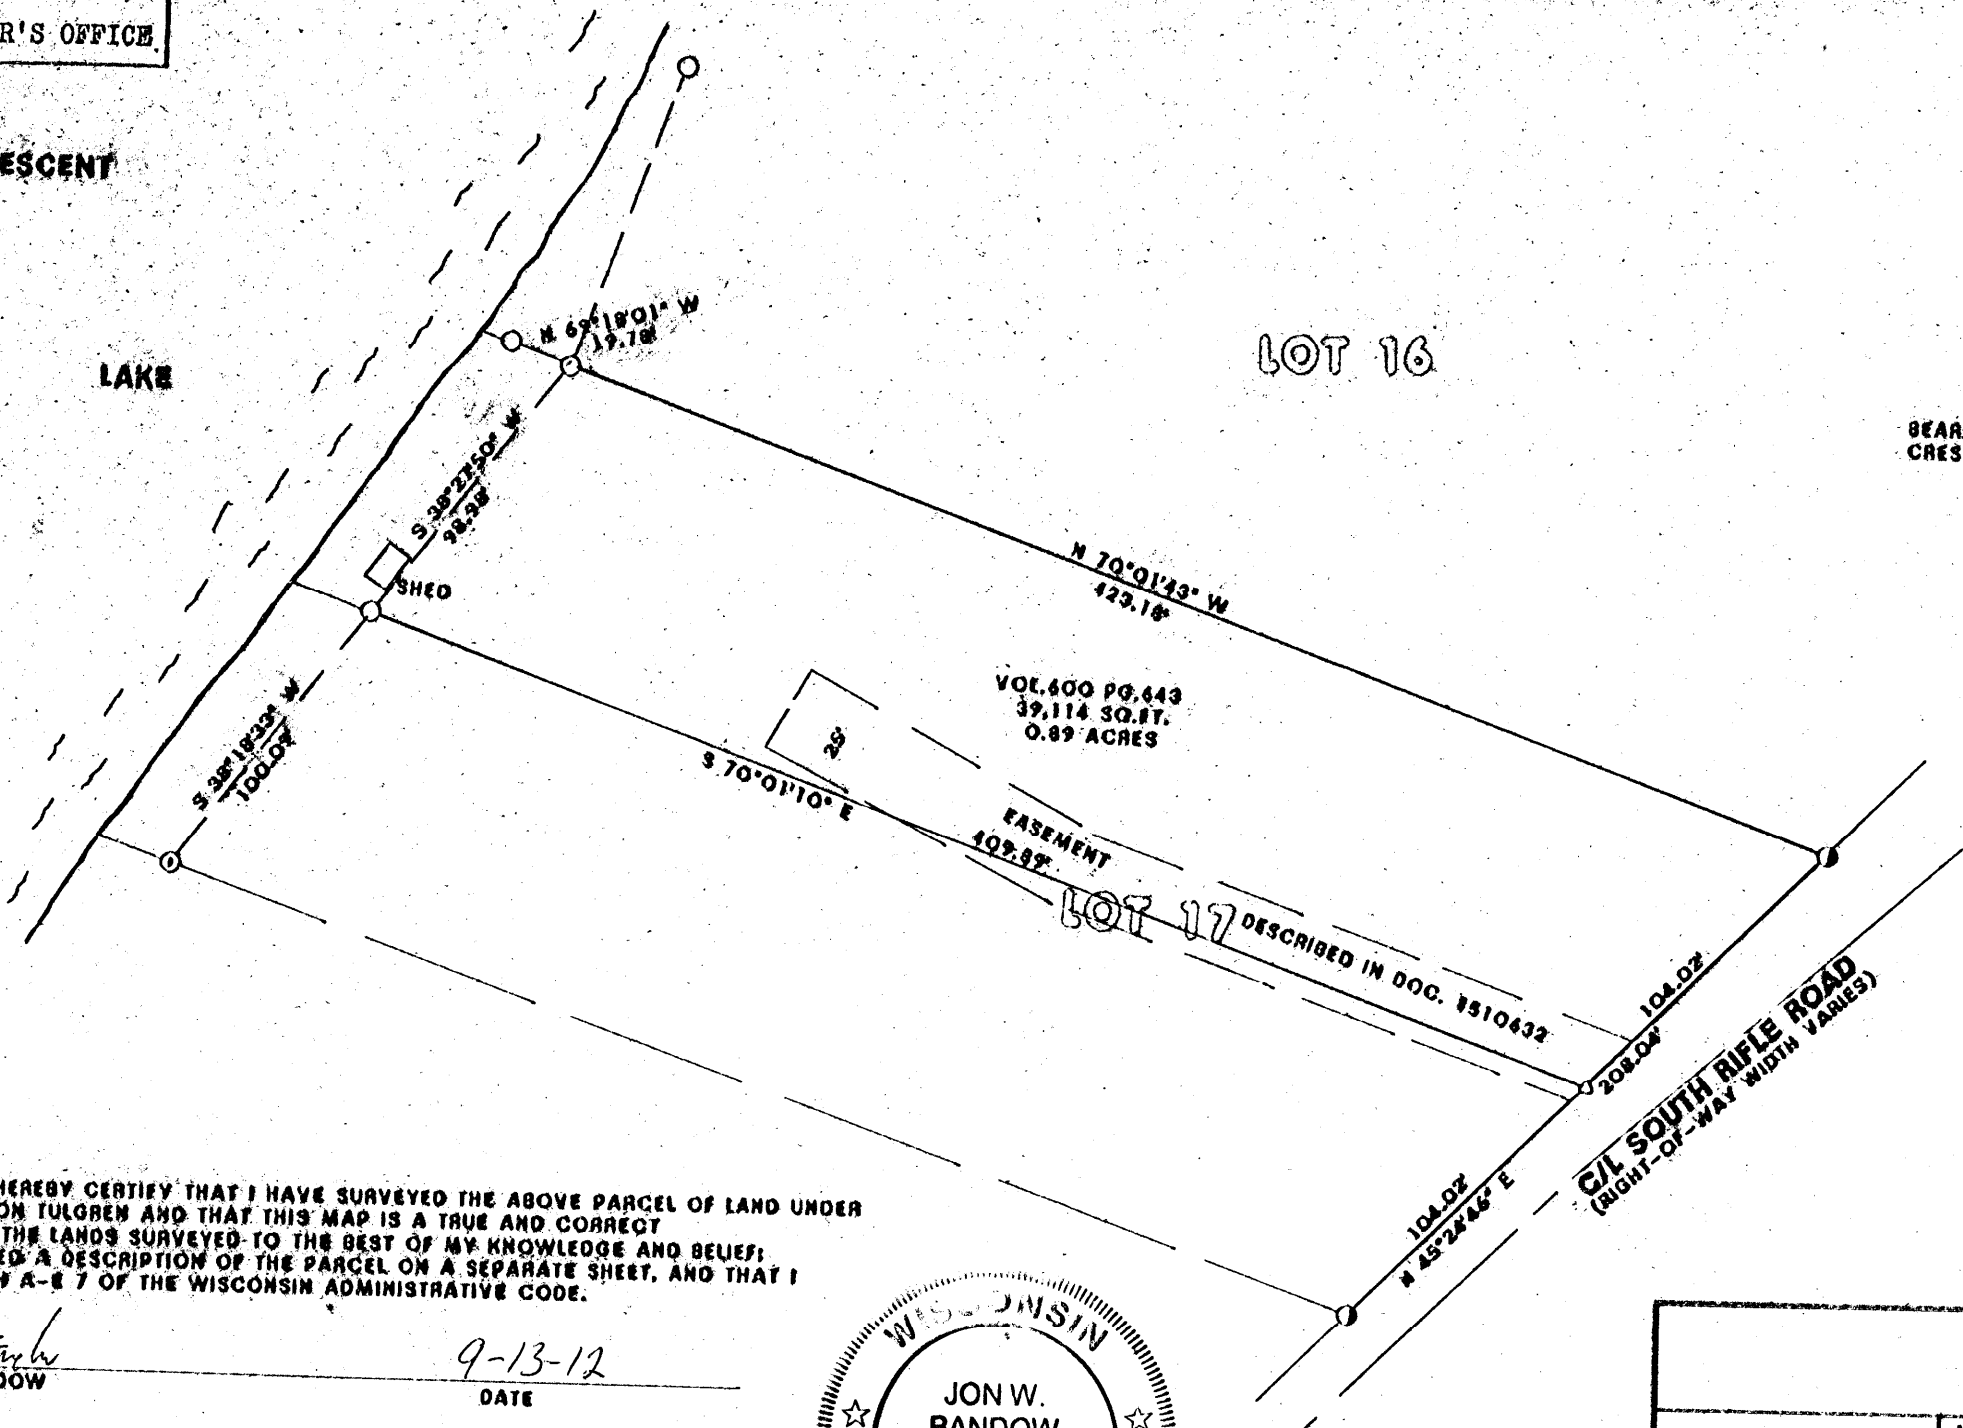 R'S OFFICE
ESCENT
LAKE
N 69°18'01" W
19.78'
LOT 16
BEAR
CRES
S 38°27'50" W
98.98'
SHED
N 70°01'43" W
423.18'
VOL.600 PG.643
39,114 SQ.FT.
0.89 ACRES
25'
S 70°01'10" E
409.89'
EASEMENT
LOT 17
DESCRIBED IN DOC. #510632
S 38°18'33" W
100.09'
104.02'
208.04'
C/L SOUTH RIFLE ROAD
(RIGHT-OF-WAY WIDTH VARIES)
104.02'
N 45°24'46" E
HEREBY CERTIFY THAT I HAVE SURVEYED THE ABOVE PARCEL OF LAND UNDER
ON TULGREN AND THAT THIS MAP IS A TRUE AND CORRECT
THE LANDS SURVEYED TO THE BEST OF MY KNOWLEDGE AND BELIEF;
ED A DESCRIPTION OF THE PARCEL ON A SEPARATE SHEET, AND THAT I
A-E 7 OF THE WISCONSIN ADMINISTRATIVE CODE.
9-13-12
DOW
DATE
WISCONSIN
JON W.
RANDOW